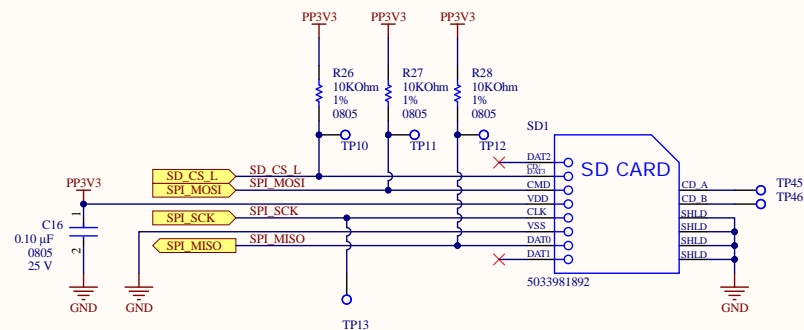 PP3V3
PP3V3
PP3V3
R26
10KOhm
1%
0805
R27
10KOhm
1%
0805
R28
10KOhm
1%
0805
TP10
TP11
TP12
SD1
SD CARD
DAT2
CD/
DAT3
CMD
VDD
CLK
VSS
DAT0
DAT1
CD_A
CD_B
SHLD
SHLD
SHLD
SHLD
TP45
TP46
5033981892
SD_CS_L
SD_CS_L
SPI_MOSI
SPI_MOSI
PP3V3
SPI_SCK
SPI_SCK
SPI_MISO
SPI_MISO
C16
0.10 µF
0805
25 V
1
2
GND
GND
GND
TP13